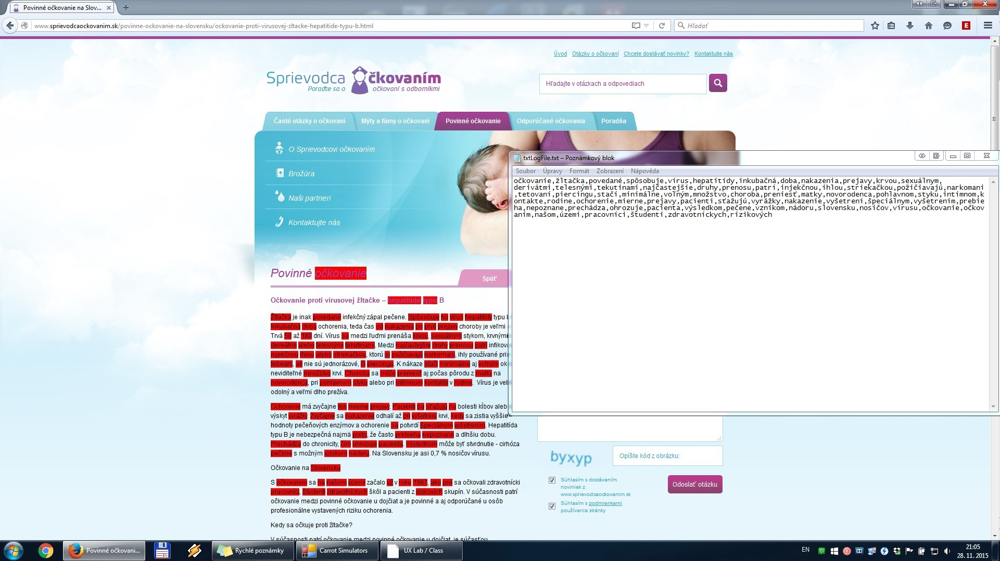 Povinné očkovanie na Slov...
www.sprievodcaockovanim.sk/povinne-ockovanie-na-slovensku/ockovanie-proti-virusovej-zltacke-hepatitide-typu-b.html
Hľadať
Úvod Otázky o očkovaní Chcete dostávať novinky? Kontaktujte nás
Sprievodca očkovaním
Poraďte sa o očkovaní s odborníkmi
Hľadajte v otázkach a odpovediach
Časté otázky o očkovaní Mýty a fámy o očkovaní Povinné očkovanie Odporúčané očkovania Poradňa
O Sprievodcovi očkovaním
Brožúra
Naši partneri
Kontaktujte nás
txtLogFile.txt – Poznámkový blok
Soubor Úpravy Formát Zobrazení Nápověda
očkovanie,žltačka,povedané,spôsobuje,vírus,hepatitídy,inkubačná,doba,nakazenia,prejavy,krvou,sexuálnym,
derivátmi,telesnými,tekutinami,najčastejšie,druhy,prenosu,patrí,injekčnou,ihlou,striekačkou,požičiavajú,narkomani
,tetovaní,piercingu,stačí,minimálne,voľným,množstvo,choroba,preniesť,matky,novorodenca,pohlavnom,styku,intímnom,k
ontakte,rodine,ochorenie,mierne,prejavy,pacienti,sťažujú,vyrážky,nakazenie,vyšetrení,špeciálnym,vyšetrením,prebie
ha,nepoznane,prechádza,ohrozuje,pacienta,výsledkom,pečene,vznikom,nádoru,slovensku,nosičov,vírusu,očkovanie,očkov
aním,našom,území,pracovníci,študenti,zdravotníckych,rizikových
Povinné očkovanie
Späť
Očkovanie proti vírusovej žltačke – hepatitide typu B
Žltačka je inak povedané infekčný zápal pečene. Spôsobuje ho vírus hepatitídy typu
Inkubačná doba ochorenia, teda čas od nakazenia po prvé prejavy choroby je veľmi
Trvá 50 až 180 dní. Vírus sa medzi ľuďmi prenáša krvou, sexuálnym stykom, krvnými
derivátmi alebo telesnými tekutinami. Medzi najčastejšie druhy prenosu patrí
injekčnou ihlou alebo striekačkou, ktorú si požičiavajú narkomani, ihly používané pri
tetovaní, ak nie sú jednorázové, či piercingu. K nákaze stačí minimálne aj voľným
neviditeľné množstvo krvi. Choroba sa môže preniesť aj počas pôrodu z matky na
novorodenca, pri pohlavnom styku alebo pri intímnom kontakte v rodine. Vírus je
odolný a veľmi dlho prežíva.
Ochorenie má zvyčajne len mierne prejavy. Pacienti sa sťažujú na bolesti kĺbov
výskyt vyrážky. Zvyčajne sa nakazenie odhalí až pri vyšetrení krvi, kedy sa zistia vyššie
hodnoty pečeňových enzýmov a ochorenie sa potvrdí špeciálnym vyšetrením. Hepatitída
typu B je nebezpečná najmä preto, že často prebieha nepoznane a dlhšiu dobu.
Prechádza do chronicity, čím ohrozuje pacienta. Výsledkom môže byť stvrdnutie - cirhóza
pečene s možným vznikom nádoru. Na Slovensku je asi 0,7 % nosičov vírusu.
Očkovanie na Slovensku
S očkovaním sa na našom území začalo už v roku 1987, ako prví sa očkovali zdravotnícki
pracovníci, študenti zdravotníckych škôl a pacienti z rizikových skupín. V súčasnosti patrí
očkovanie medzi povinné očkovanie u dojčiat a je povinné a aj odporúčané u osôb
profesionálne vystavených riziku ochorenia.
Kedy sa očkuje proti žltačke?
V súčasnosti patrí očkovanie medzi povinné očkovanie u dojčiat, je súčasťou
byxyp
Opíšte kód z obrázku:
Súhlasím s dostávaním
noviniek z
www.sprievodcaockovanim.sk
Súhlasím s podmienkami
používania stránky
Odoslať otázku
Povinné očkovani...
Rychlé poznámky
Carrot Simulators
UX Lab / Class
EN
21:05
28. 11. 2015